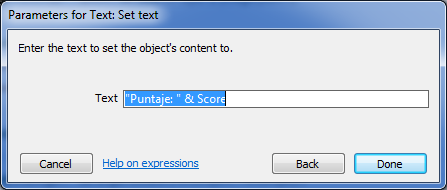 Parameters for Text: Set text
Enter the text to set the object's content to.
Text "Puntaje: " & Score
Cancel Help on expressions Back Done